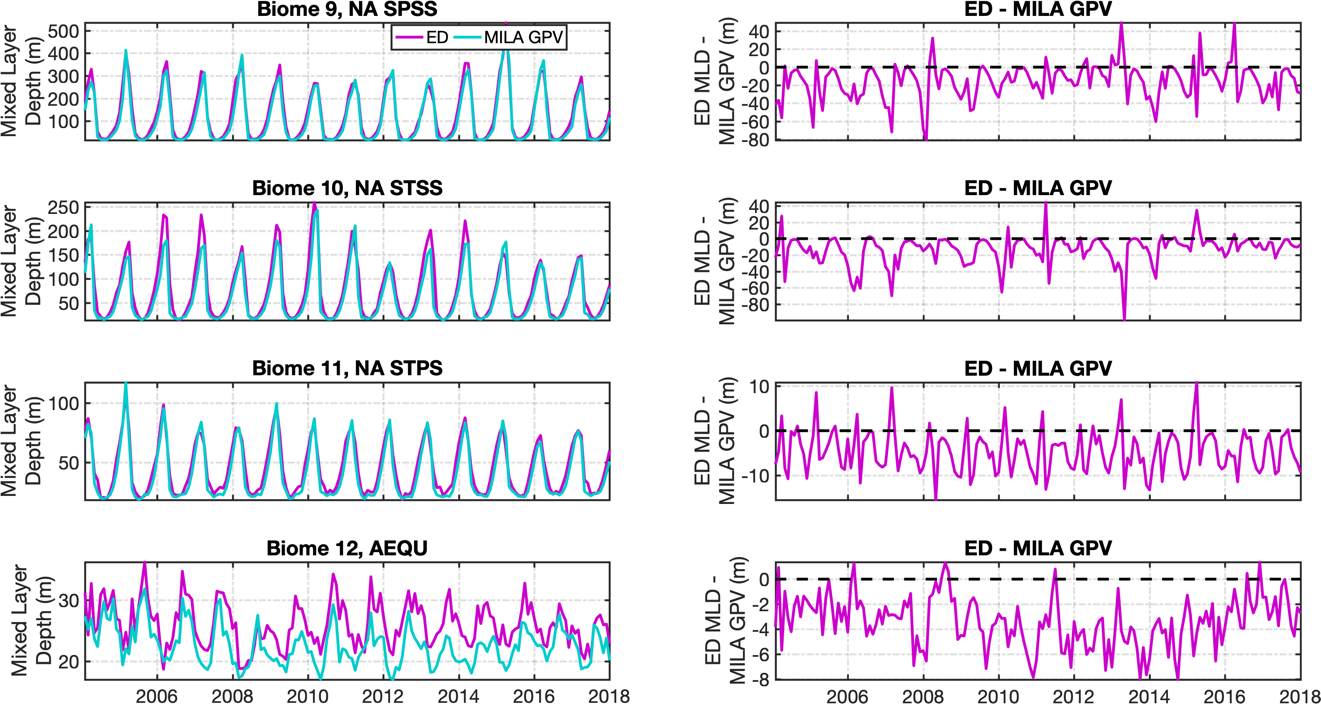 Biome 9, NA SPSS
Mixed Layer
Depth (m)
500
400
300
200
100
ED
MILA GPV
ED - MILA GPV
ED MLD -
MILA GPV (m)
40
20
0
-20
-40
-60
-80
Biome 10, NA STSS
Mixed Layer
Depth (m)
250
200
150
100
50
ED - MILA GPV
ED MLD -
MILA GPV (m)
40
20
0
-20
-40
-60
-80
Biome 11, NA STPS
Mixed Layer
Depth (m)
100
50
ED - MILA GPV
ED MLD -
MILA GPV (m)
10
0
-10
Biome 12, AEQU
Mixed Layer
Depth (m)
30
20
2006 2008 2010 2012 2014 2016 2018
ED - MILA GPV
ED MLD -
MILA GPV (m)
0
-2
-4
-6
-8
2006 2008 2010 2012 2014 2016 2018